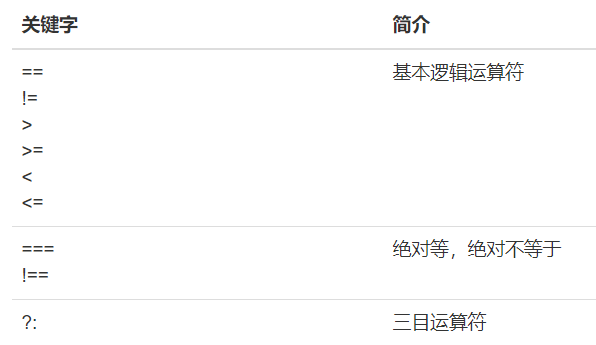 关键字 简介
== 基本逻辑运算符
!=
>
>=
<
<=
=== 绝对等，绝对不等于
!==
?: 三目运算符